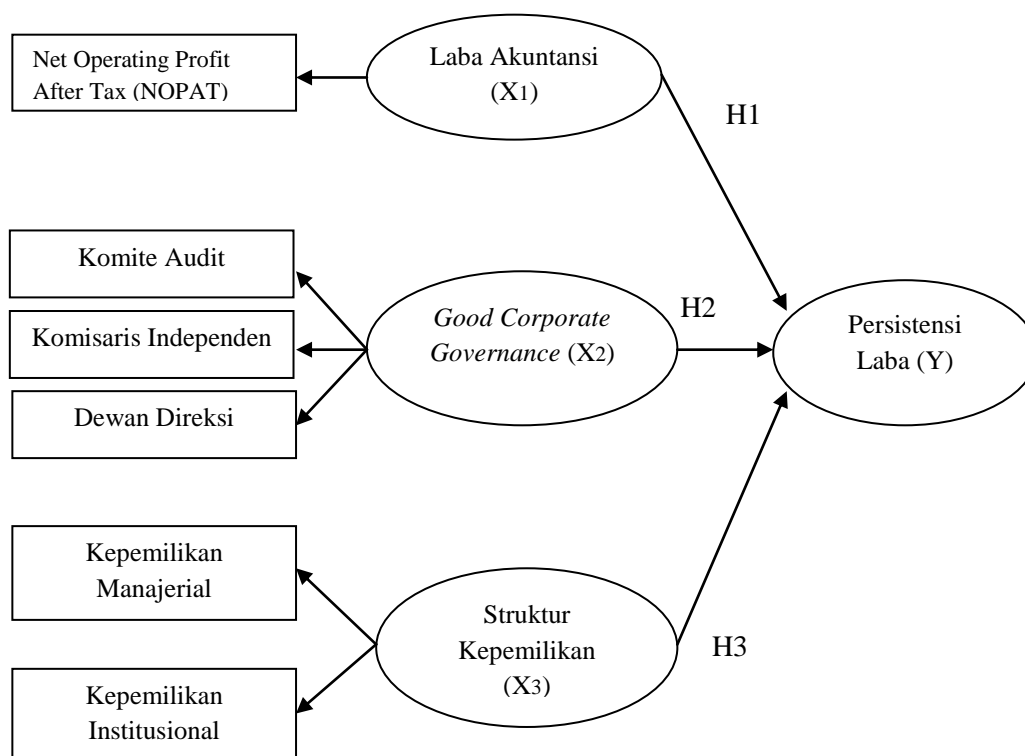 Net Operating Profit
After Tax (NOPAT)
Laba Akuntansi
(X1)
H1
Komite Audit
Komisaris Independen
Dewan Direksi
Good Corporate
Governance (X2)
H2
Persistensi
Laba (Y)
Kepemilikan
Manajerial
Kepemilikan
Institusional
Struktur
Kepemilikan
(X3)
H3